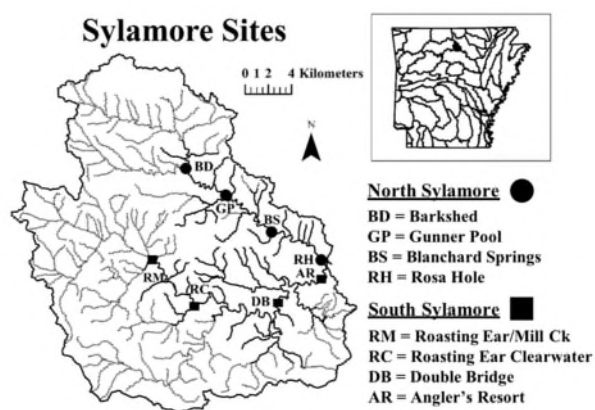 Sylamore Sites
0 1 2 4 Kilometers
N
BD
GP
BS
RH
AR
RM
RC
DB
North Sylamore
BD = Barkshed
GP = Gunner Pool
BS = Blanchard Springs
RH = Rosa Hole
South Sylamore
RM = Roasting Ear/Mill Ck
RC = Roasting Ear Clearwater
DB = Double Bridge
AR = Angler's Resort